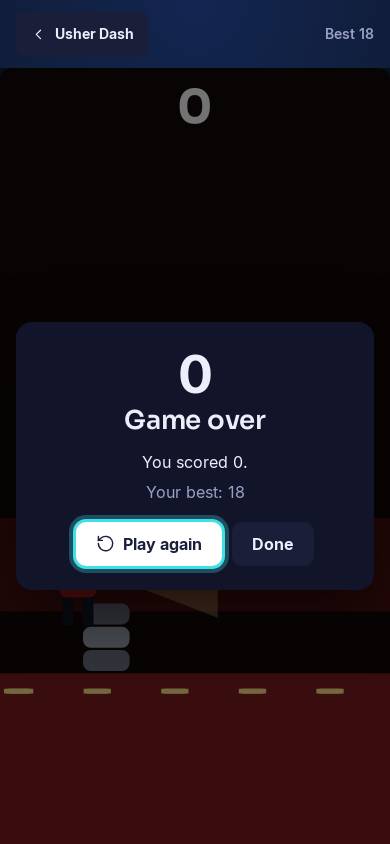 Usher Dash
Best 18
0
0
Game over
You scored 0.
Your best: 18
Play again
Done